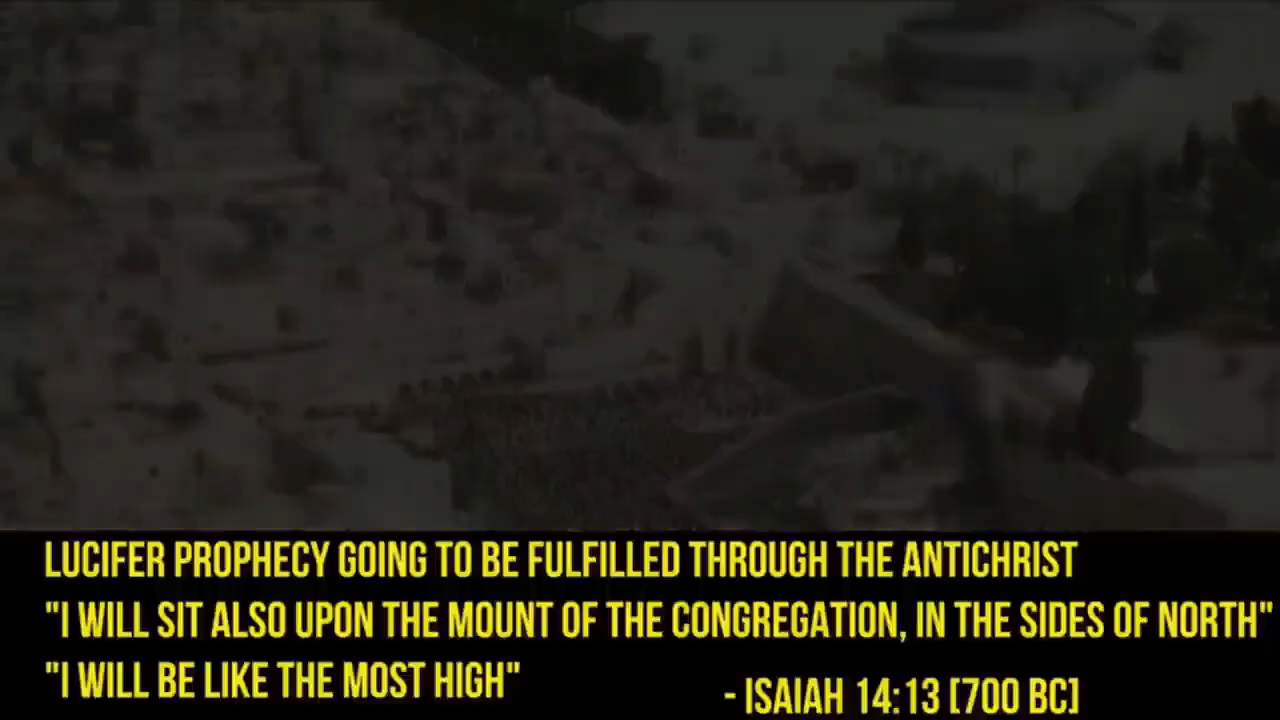 LUCIFER PROPHECY GOING TO BE FULFILLED THROUGH THE ANTICHRIST
"I WILL SIT ALSO UPON THE MOUNT OF THE CONGREGATION, IN THE SIDES OF NORTH"
"I WILL BE LIKE THE MOST HIGH"
- ISAIAH 14:13 [700 BC]